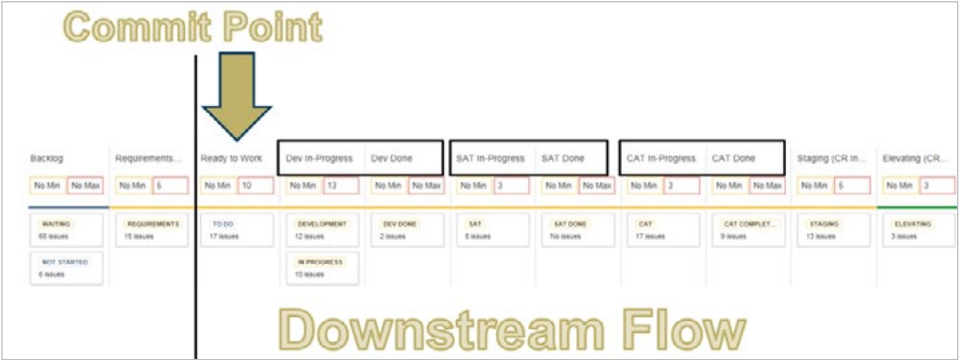 Commit Point
Backlog Requirements... Ready to Work Dev In-Progress Dev Done SAT In-Progress SAT Done CAT In-Progress CAT Done Staging (CR In... Elevating (CR...
No Min No Max No Min 5 No Min 10 No Min 13 No Min No Max No Min 3 No Min No Max No Min 3 No Min No Max No Min 5 No Min 3
WAITING REQUIREMENTS TO DO DEVELOPMENT DEV DONE SAT SAT DONE CAT CAT COMPLET... STAGING ELEVATING
65 issues 15 issues 17 issues 12 issues 2 issues 8 issues No issues 17 issues 9 issues 13 issues 3 issues
NOT STARTED IN PROGRESS
6 issues 10 issues
Downstream Flow